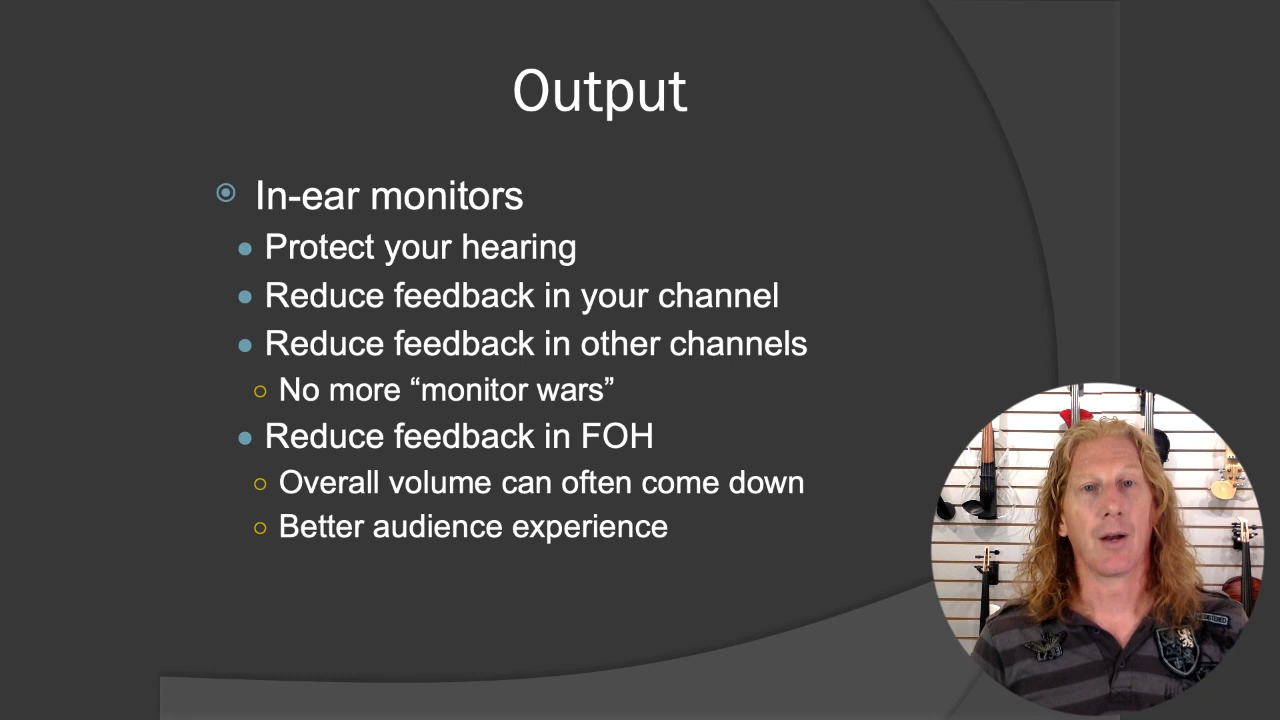 Output
In-ear monitors
Protect your hearing
Reduce feedback in your channel
Reduce feedback in other channels
No more “monitor wars”
Reduce feedback in FOH
Overall volume can often come down
Better audience experience